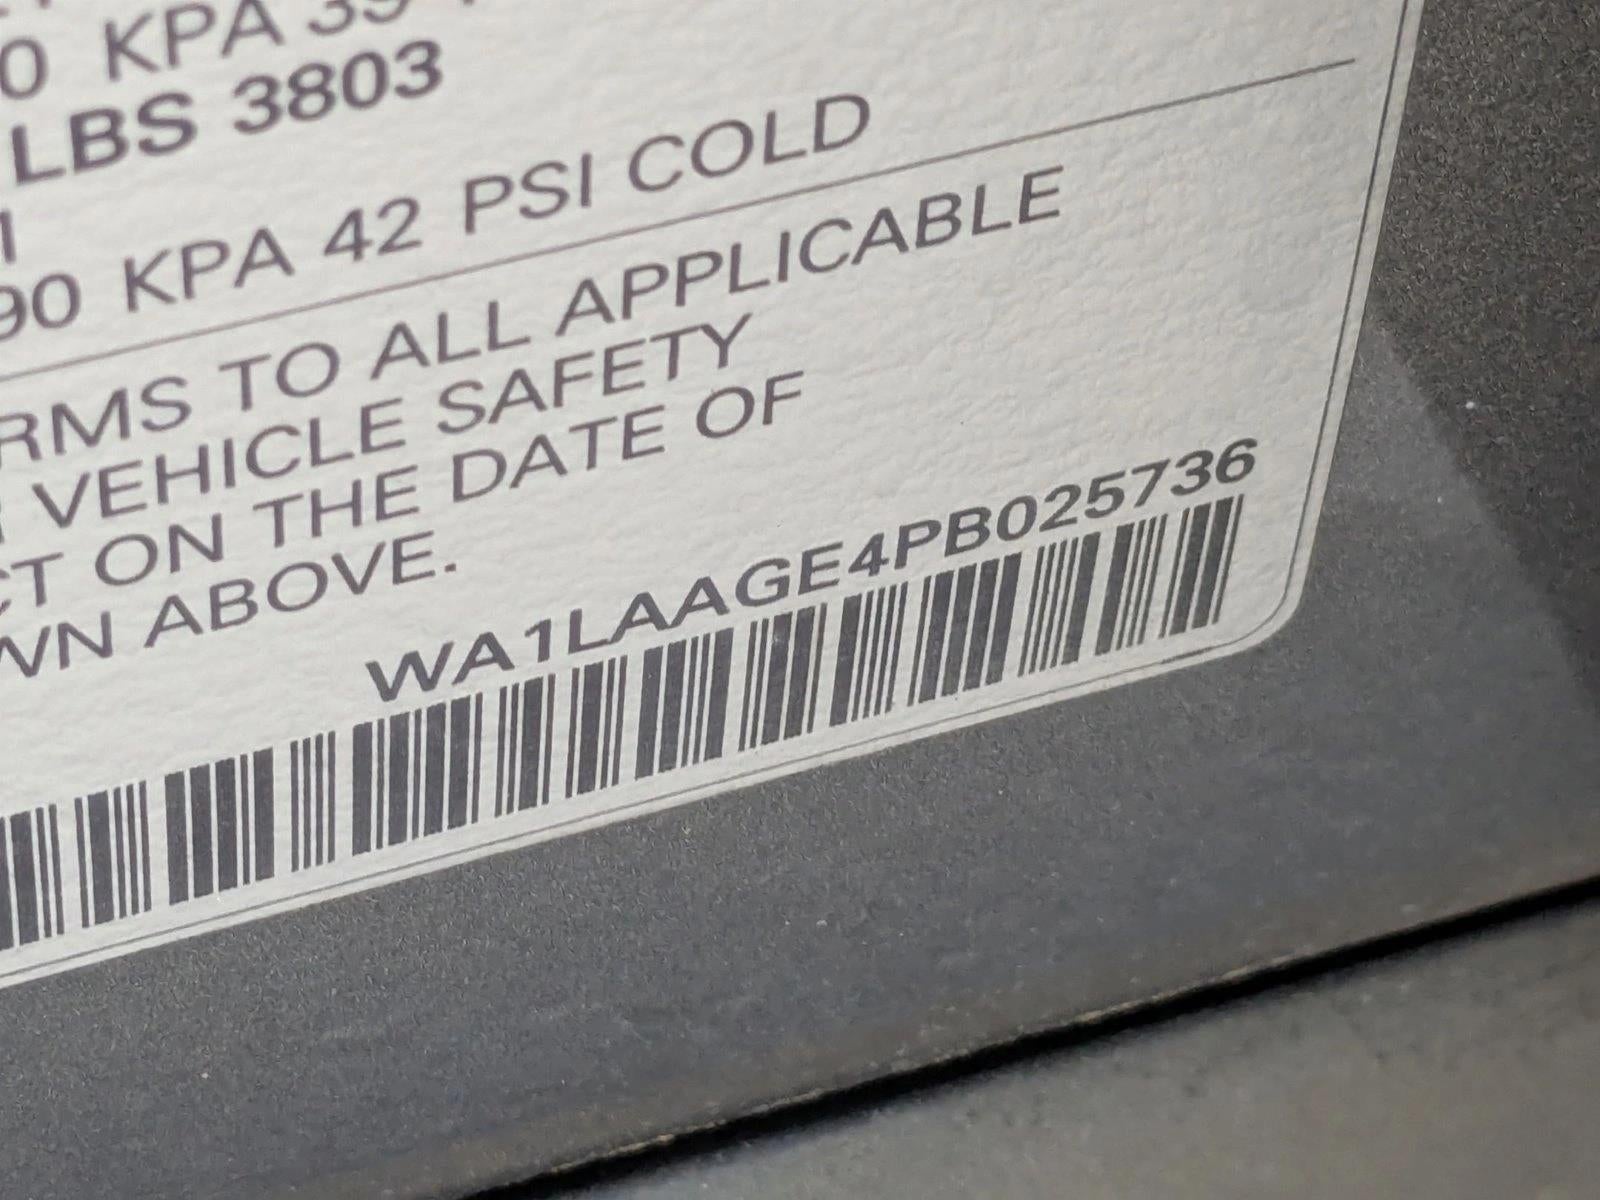 0 KPA 39
LBS 3803
90 KPA 42 PSI COLD
RMS TO ALL APPLICABLE
VEHICLE SAFETY
CT ON THE DATE OF
WN ABOVE.
WA1LAAGE4PB025736